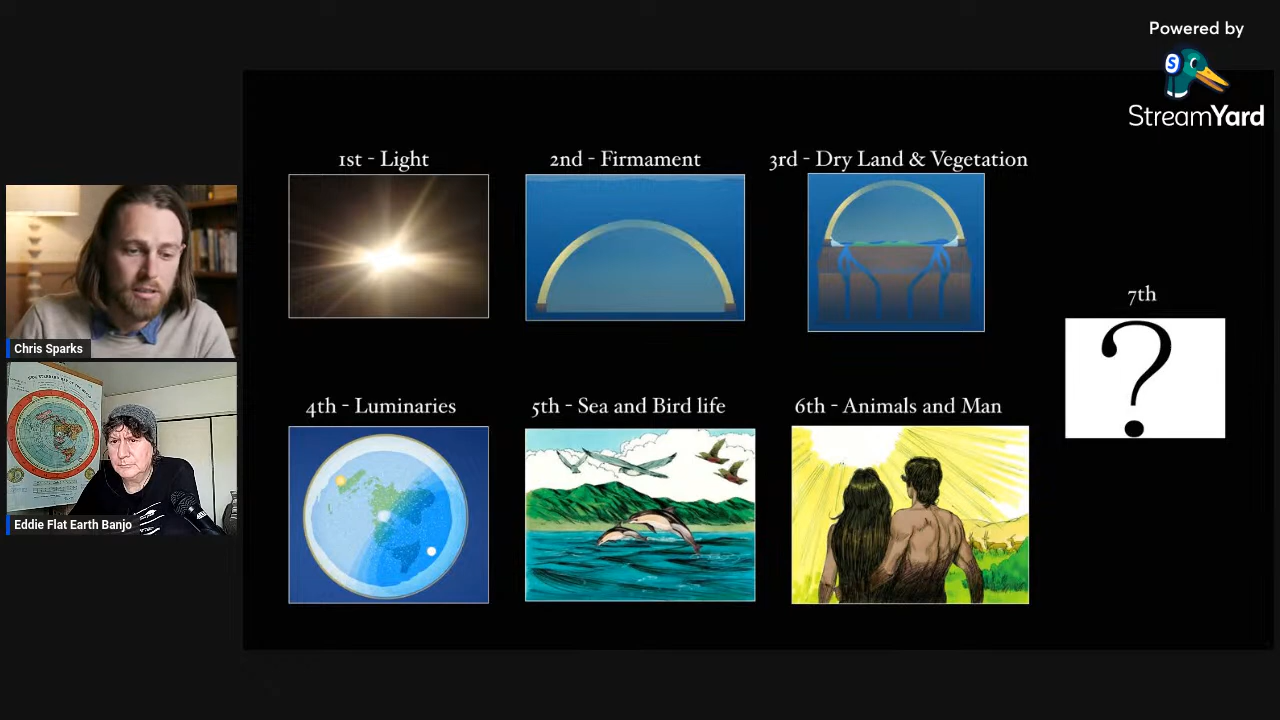 Powered by
S
StreamYard
1st - Light
2nd - Firmament
3rd - Dry Land & Vegetation
7th
?
4th - Luminaries
5th - Sea and Bird life
6th - Animals and Man
Chris Sparks
Eddie Flat Earth Banjo